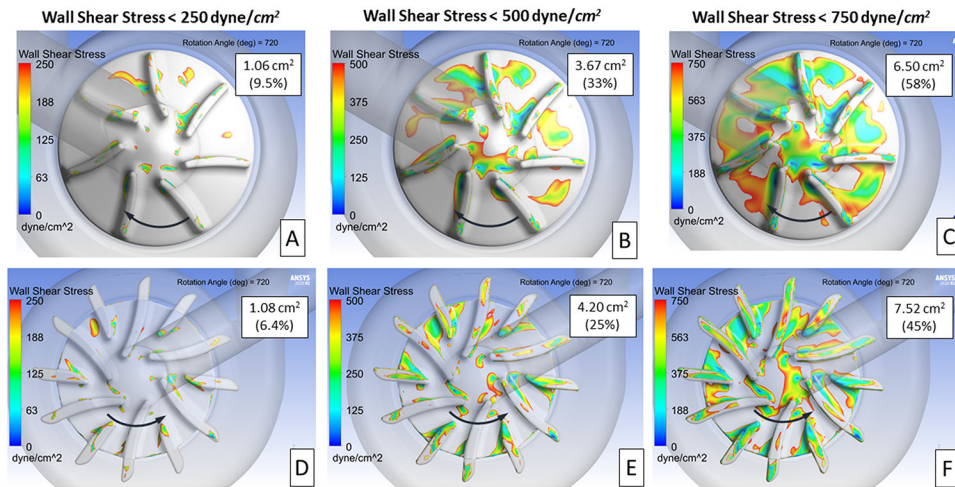 Wall Shear Stress < 250 dyne/cm²
Wall Shear Stress < 500 dyne/cm²
Wall Shear Stress < 750 dyne/cm²
Wall Shear Stress
Rotation Angle (deg) = 720
250
188
125
63
0
dyne/cm^2
1.06 cm²
(9.5%)
A
Wall Shear Stress
Rotation Angle (deg) = 720
500
375
250
125
0
dyne/cm^2
3.67 cm²
(33%)
B
Wall Shear Stress
Rotation Angle (deg) = 720
750
563
375
188
0
dyne/cm^2
6.50 cm²
(58%)
C
ANSYS
Wall Shear Stress
Rotation Angle (deg) = 720
250
188
125
63
0
dyne/cm^2
1.08 cm²
(6.4%)
D
Wall Shear Stress
Rotation Angle (deg) = 720
500
375
250
125
0
dyne/cm^2
4.20 cm²
(25%)
E
ANSYS
Wall Shear Stress
Rotation Angle (deg) = 720
750
563
375
188
0
dyne/cm^2
7.52 cm²
(45%)
F